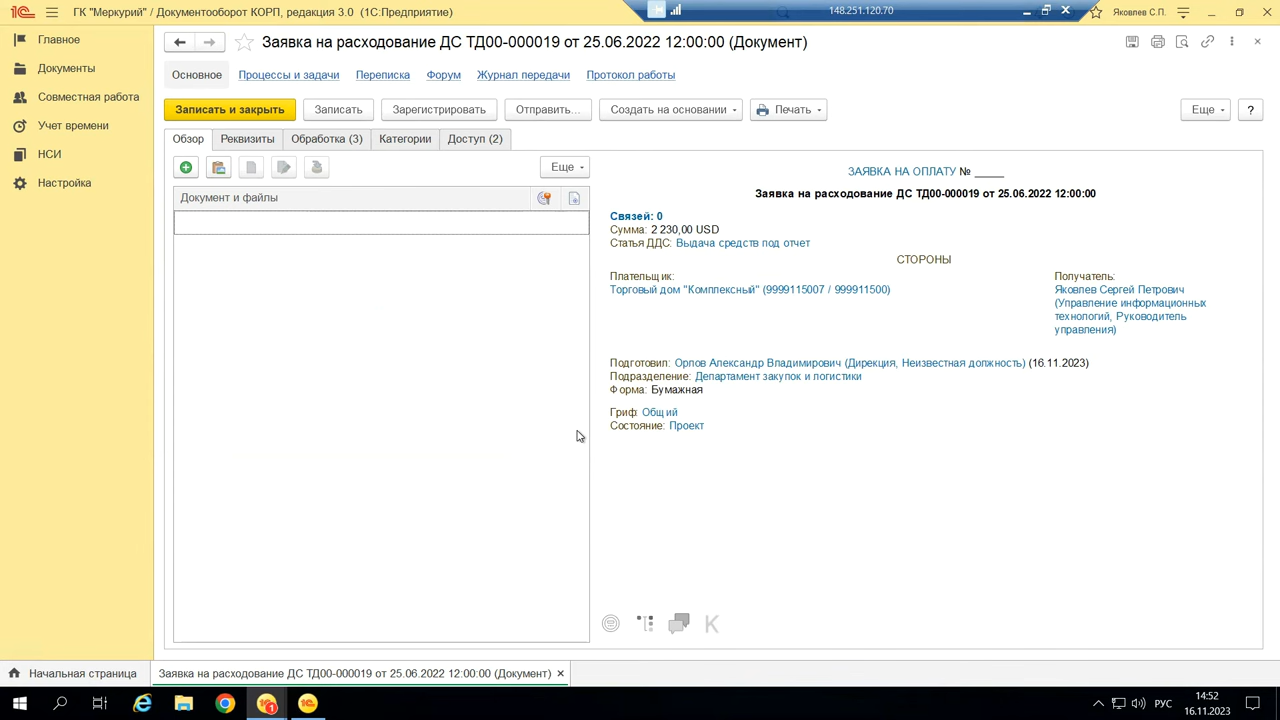 ГК "Меркурий" / Документооборот КОРП, редакция 3.0 (1С:Предприятие)
148.251.120.70
Яковлев С.П.
Главное
Документы
Совместная работа
Учет времени
НСИ
Настройка
Заявка на расходование ДС ТД00-000019 от 25.06.2022 12:00:00 (Документ)
Основное
Процессы и задачи
Переписка
Форум
Журнал передачи
Протокол работы
Записать и закрыть
Записать
Зарегистрировать
Отправить...
Создать на основании
Печать
Еще
?
Обзор
Реквизиты
Обработка (3)
Категории
Доступ (2)
Еще
Документ и файлы
ЗАЯВКА НА ОПЛАТУ № _____
Заявка на расходование ДС ТД00-000019 от 25.06.2022 12:00:00
Связей: 0
Сумма: 2 230,00 USD
Статья ДДС: Выдача средств под отчет
СТОРОНЫ
Плательщик:
Торговый дом "Комплексный" (9999115007 / 999911500)
Получатель:
Яковлев Сергей Петрович
(Управление информационных
технологий, Руководитель
управления)
Подготовил: Орлов Александр Владимирович (Дирекция, Неизвестная должность) (16.11.2023)
Подразделение: Департамент закупок и логистики
Форма: Бумажная
Гриф: Общий
Состояние: Проект
К
Начальная страница
Заявка на расходование ДС ТД00-000019 от 25.06.2022 12:00:00 (Документ)
РУС
14:52
16.11.2023